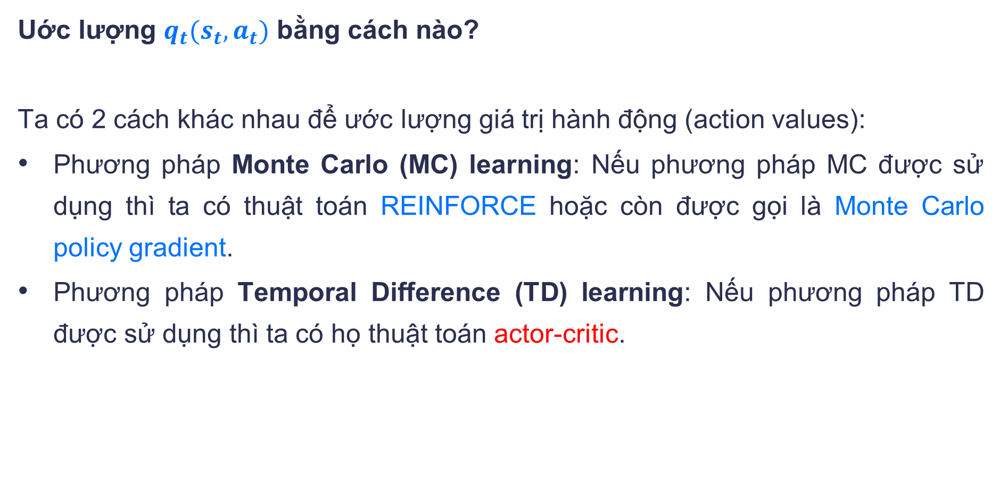 Ước lượng qₜ(sₜ, aₜ) bằng cách nào?
Ta có 2 cách khác nhau để ước lượng giá trị hành động (action values):
• Phương pháp Monte Carlo (MC) learning: Nếu phương pháp MC được sử
dụng thì ta có thuật toán REINFORCE hoặc còn được gọi là Monte Carlo
policy gradient.
• Phương pháp Temporal Difference (TD) learning: Nếu phương pháp TD
được sử dụng thì ta có họ thuật toán actor-critic.